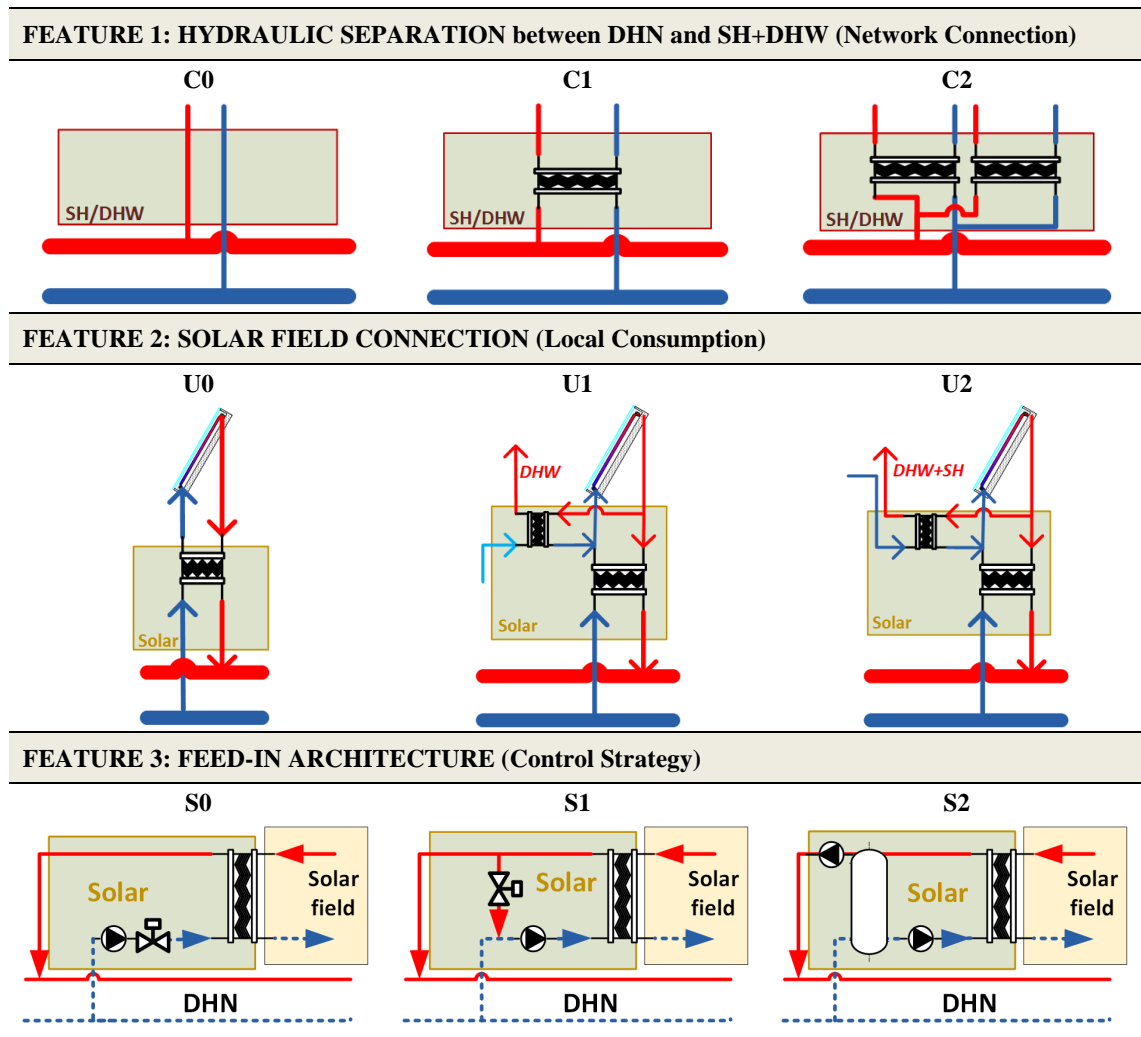 FEATURE 1: HYDRAULIC SEPARATION between DHN and SH+DHW (Network Connection)
C0 C1 C2
SH/DHW SH/DHW SH/DHW
FEATURE 2: SOLAR FIELD CONNECTION (Local Consumption)
U0 U1 U2
DHW DHW+SH
Solar Solar Solar
FEATURE 3: FEED-IN ARCHITECTURE (Control Strategy)
S0 S1 S2
Solar Solar field Solar Solar field Solar Solar field
DHN DHN DHN